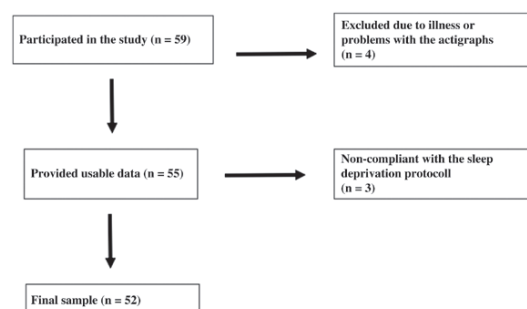 Participated in the study (n = 59)
Excluded due to illness or
problems with the actigraphs
(n = 4)
Provided usable data (n = 55)
Non-compliant with the sleep
deprivation protocoll
(n = 3)
Final sample (n = 52)